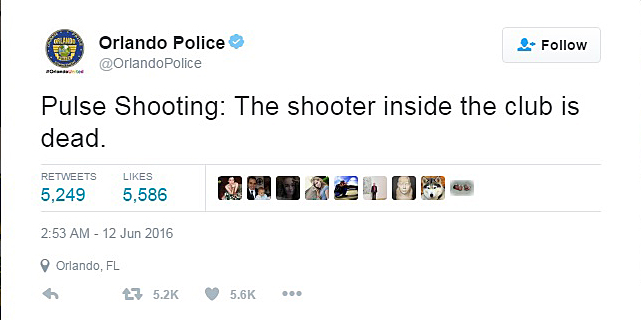 Orlando Police
@OrlandoPolice
Follow
ORLANDO
#OrlandoUnited
Pulse Shooting: The shooter inside the club is
dead.
RETWEETS LIKES
5,249 5,586
2:53 AM - 12 Jun 2016
Orlando, FL
5.2K 5.6K